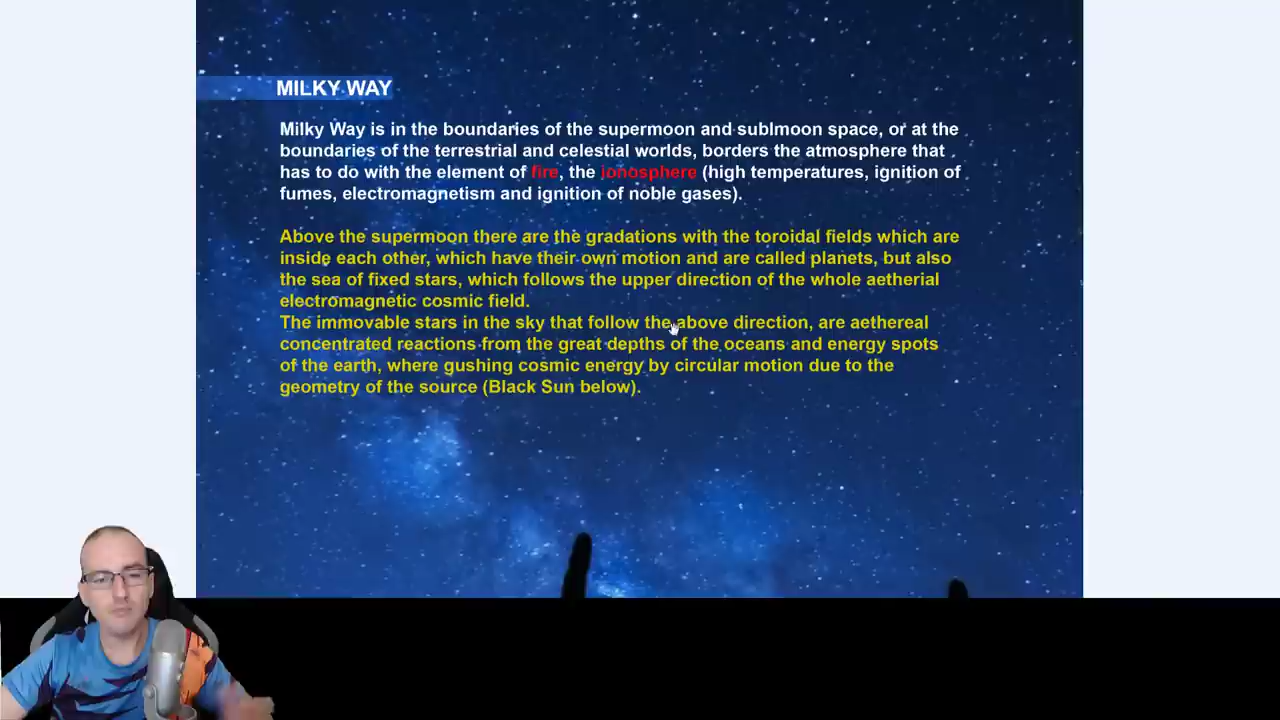 MILKY WAY
Milky Way is in the boundaries of the supermoon and sublmoon space, or at the
boundaries of the terrestrial and celestial worlds, borders the atmosphere that
has to do with the element of fire, the jonosphere (high temperatures, ignition of
fumes, electromagnetism and ignition of noble gases).
Above the supermoon there are the gradations with the toroidal fields which are
inside each other, which have their own motion and are called planets, but also
the sea of fixed stars, which follows the upper direction of the whole aetherial
electromagnetic cosmic field.
The immovable stars in the sky that follow the above direction, are aethereal
concentrated reactions from the great depths of the oceans and energy spots
of the earth, where gushing cosmic energy by circular motion due to the
geometry of the source (Black Sun below).